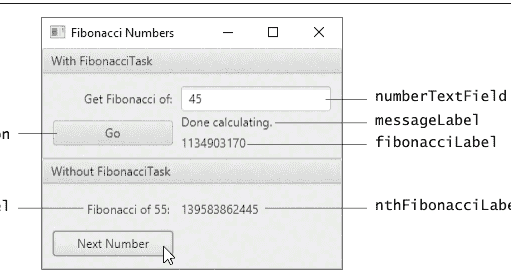 Fibonacci Numbers
With FibonacciTask
Get Fibonacci of: 45 numberTextField
Done calculating. messageLabel
on Go
1134903170 fibonacciLabel
Without FibonacciTask
el Fibonacci of 55: 139583862445 nthFibonacciLabe
Next Number